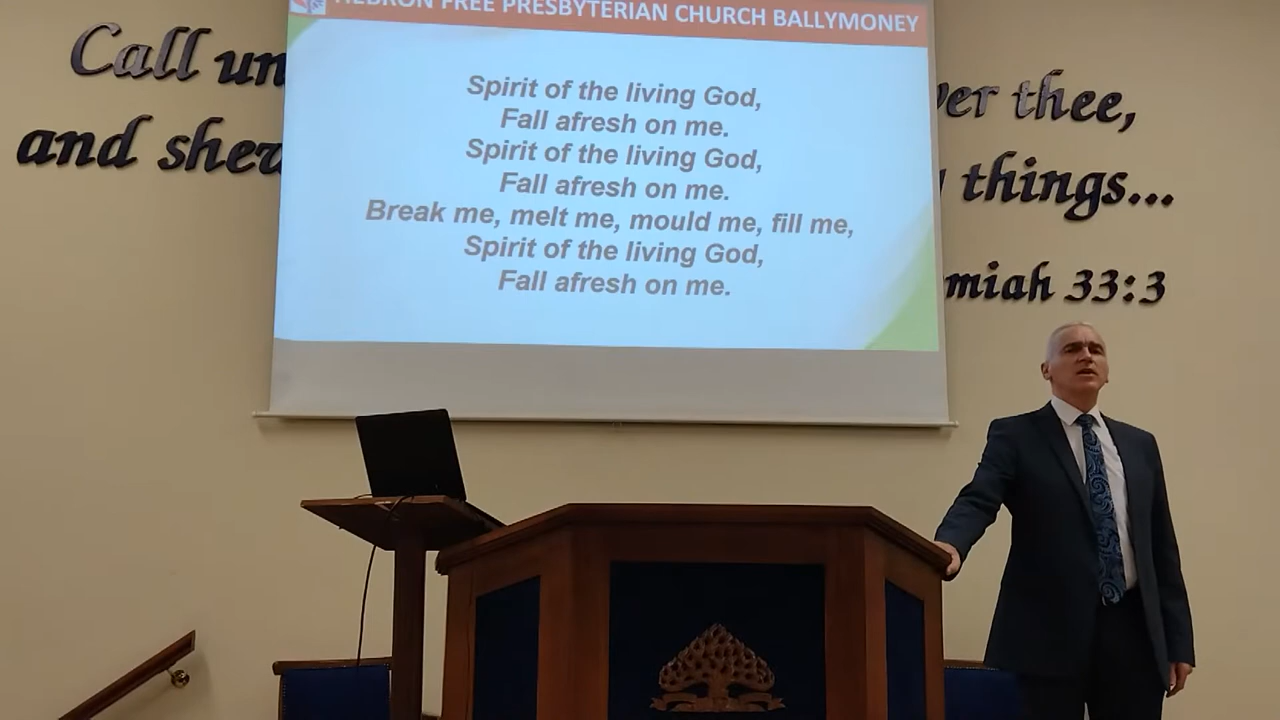 HEBRON FREE PRESBYTERIAN CHURCH BALLYMONEY
Call un
ver thee,
and shew
things...
miah 33:3
Spirit of the living God,
Fall afresh on me.
Spirit of the living God,
Fall afresh on me.
Break me, melt me, mould me, fill me,
Spirit of the living God,
Fall afresh on me.